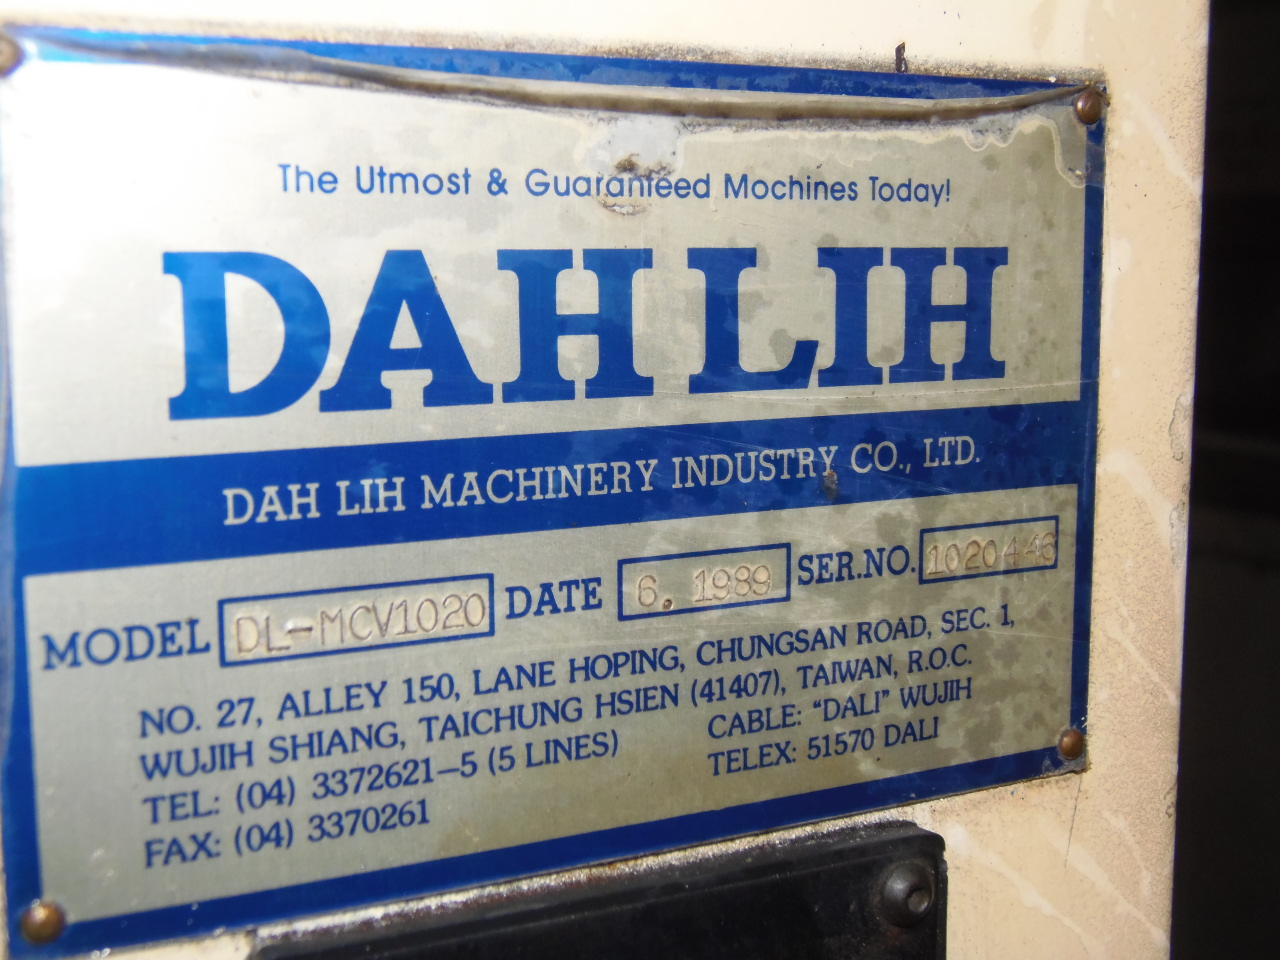 The Utmost & Guaranteed Mochines Today!
DAH LIH
DAH LIH MACHINERY INDUSTRY CO., LTD.
MODEL DL-MCV1020 DATE 6. 1989 SER.NO. 1020446
NO. 27, ALLEY 150, LANE HOPING, CHUNGSAN ROAD, SEC. 1,
WUJIH SHIANG, TAICHUNG HSIEN (41407), TAIWAN, R.O.C.
TEL: (04) 3372621-5 (5 LINES) CABLE: "DALI" WUJIH
FAX: (04) 3370261 TELEX: 51570 DALI